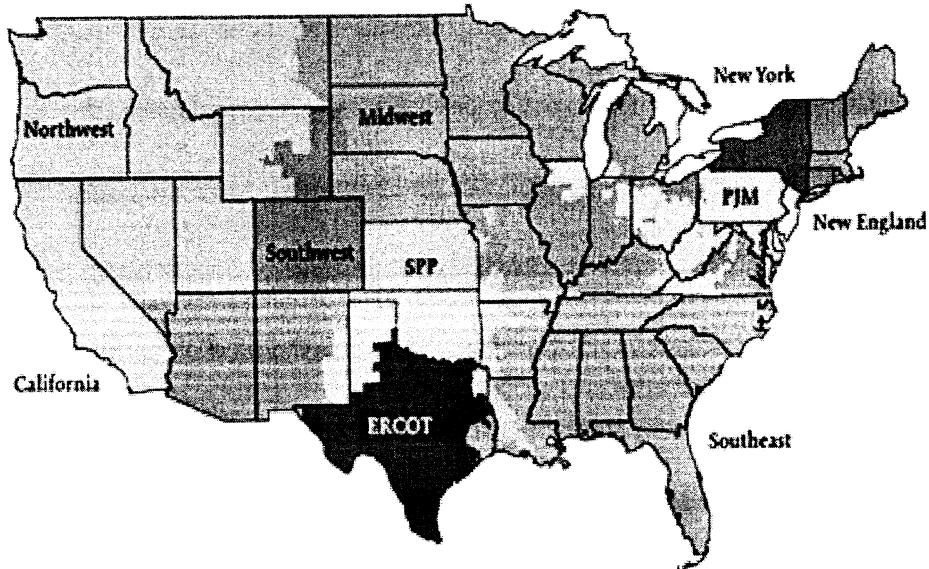 New York
Northwest
Midwest
PJM
New England
Southwest
SPP
California
ERCOT
Southeast